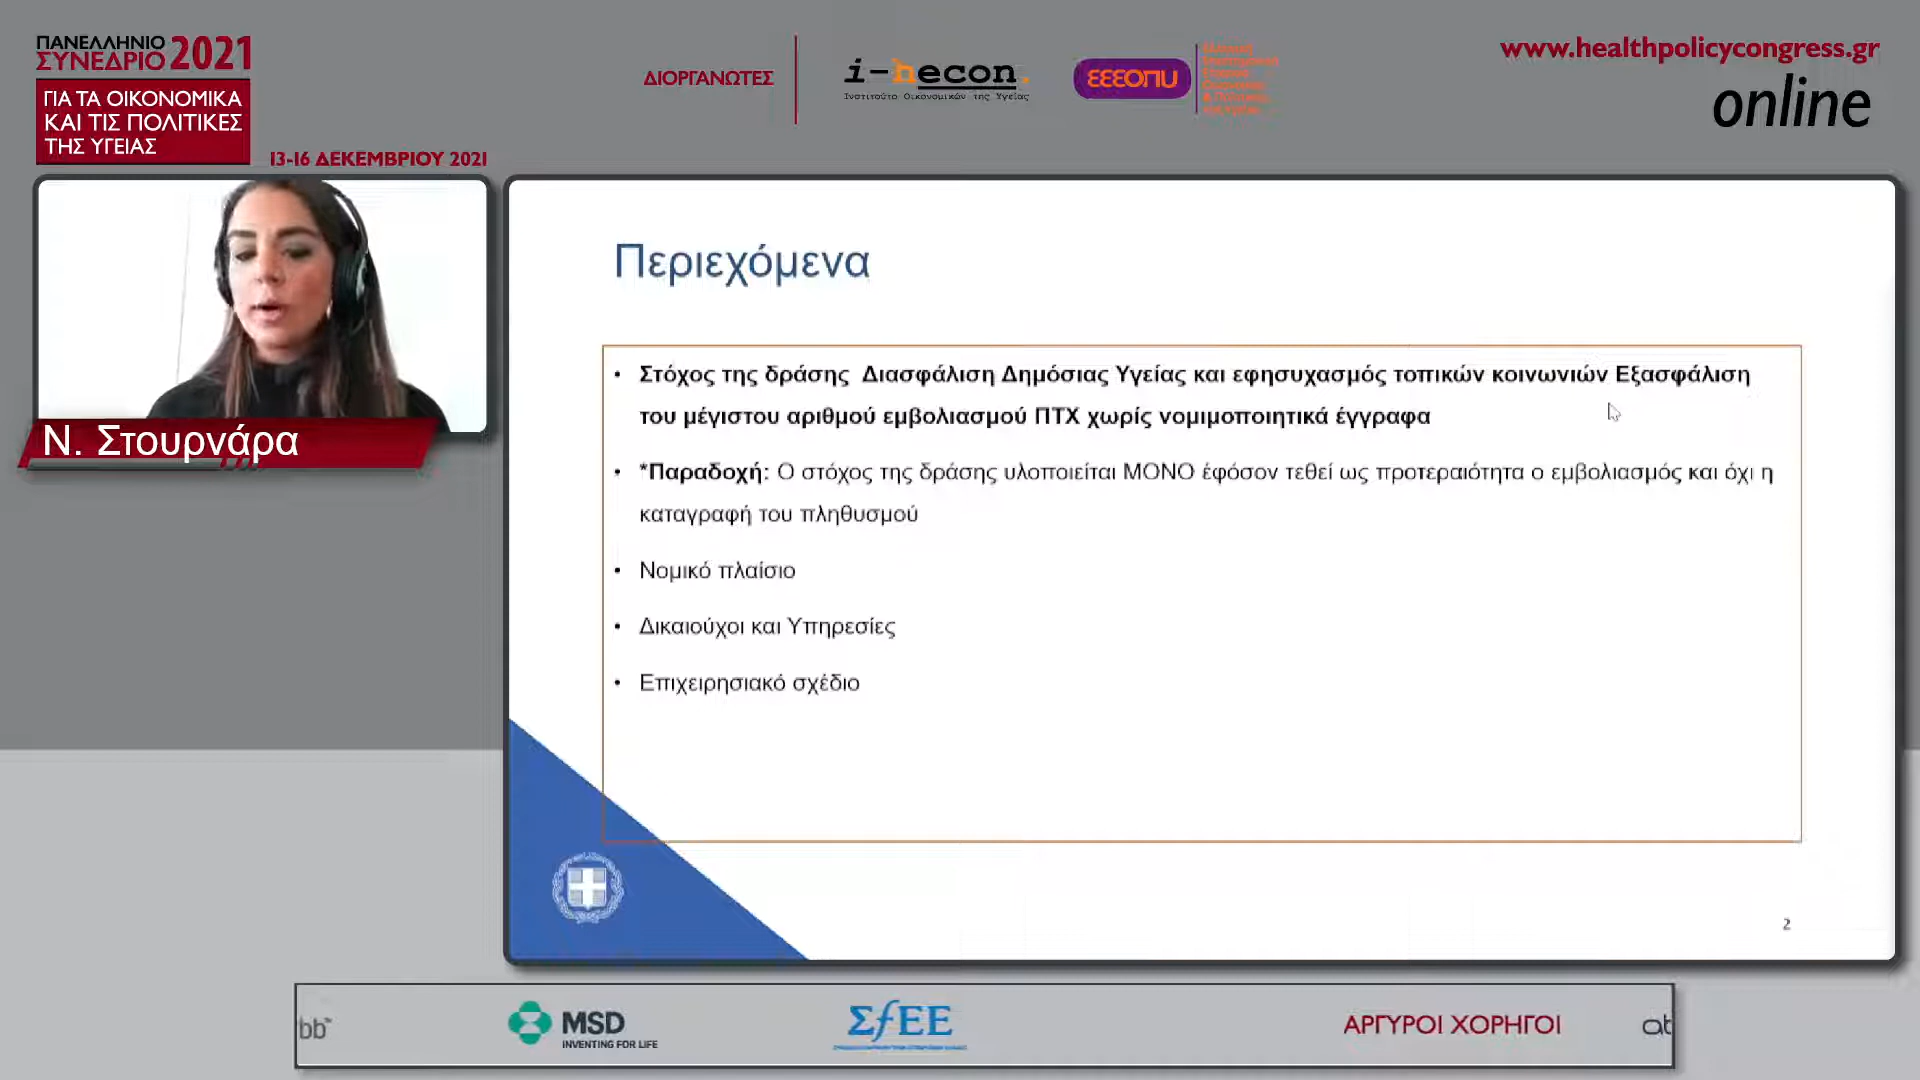 ΠΑΝΕΛΛΗΝΙΟ
ΣΥΝΕΔΡΙΟ 2021
ΓΙΑ ΤΑ ΟΙΚΟΝΟΜΙΚΑ
ΚΑΙ ΤΙΣ ΠΟΛΙΤΙΚΕΣ
ΤΗΣ ΥΓΕΙΑΣ
13-16 ΔΕΚΕΜΒΡΙΟΥ 2021
ΔΙΟΡΓΑΝΩΤΕΣ
i-hecon.
Ινστιτούτο Οικονομικών της Υγείας
ΕΕΕΟΠΥ
www.healthpolicycongress.gr
online
Ν. Στουρνάρα
Περιεχόμενα
• Στόχος της δράσης Διασφάλιση Δημόσιας Υγείας και εφησυχασμός τοπικών κοινωνιών Εξασφάλιση
του μέγιστου αριθμού εμβολιασμού ΠΤΧ χωρίς νομιμοποιητικά έγγραφα
• *Παραδοχή: Ο στόχος της δράσης υλοποιείται ΜΟΝΟ έφόσον τεθεί ως προτεραιότητα ο εμβολιασμός και όχι η
καταγραφή του πληθυσμού
• Νομικό πλαίσιο
• Δικαιούχοι και Υπηρεσίες
• Επιχειρησιακό σχέδιο
2
bb
MSD
INVENTING FOR LIFE
ΣfΕΕ
ΑΡΓΥΡΟΙ ΧΟΡΗΓΟΙ